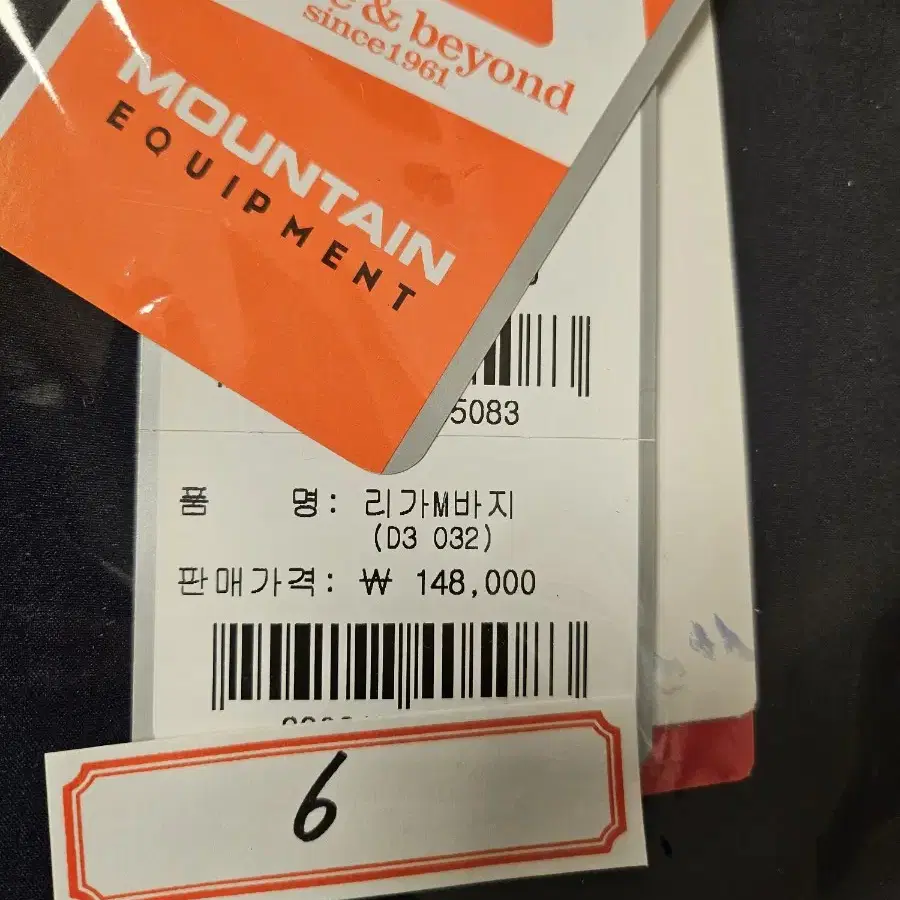 & beyond
since1961
MOUNTAIN
EQUIPMENT
5083
품 명: 리가M바지
(D3 032)
판매가격: ₩ 148,000
6